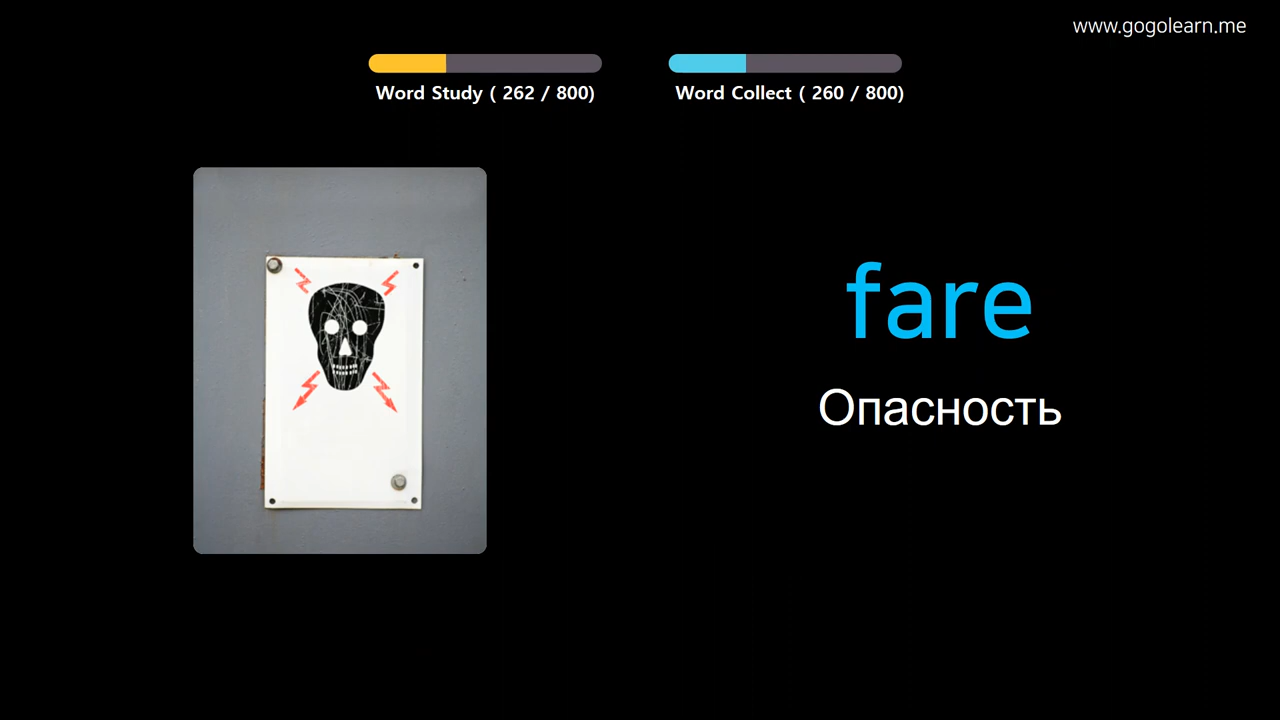 www.gogolearn.me
Word Study ( 262 / 800)
Word Collect ( 260 / 800)
fare
Опасность